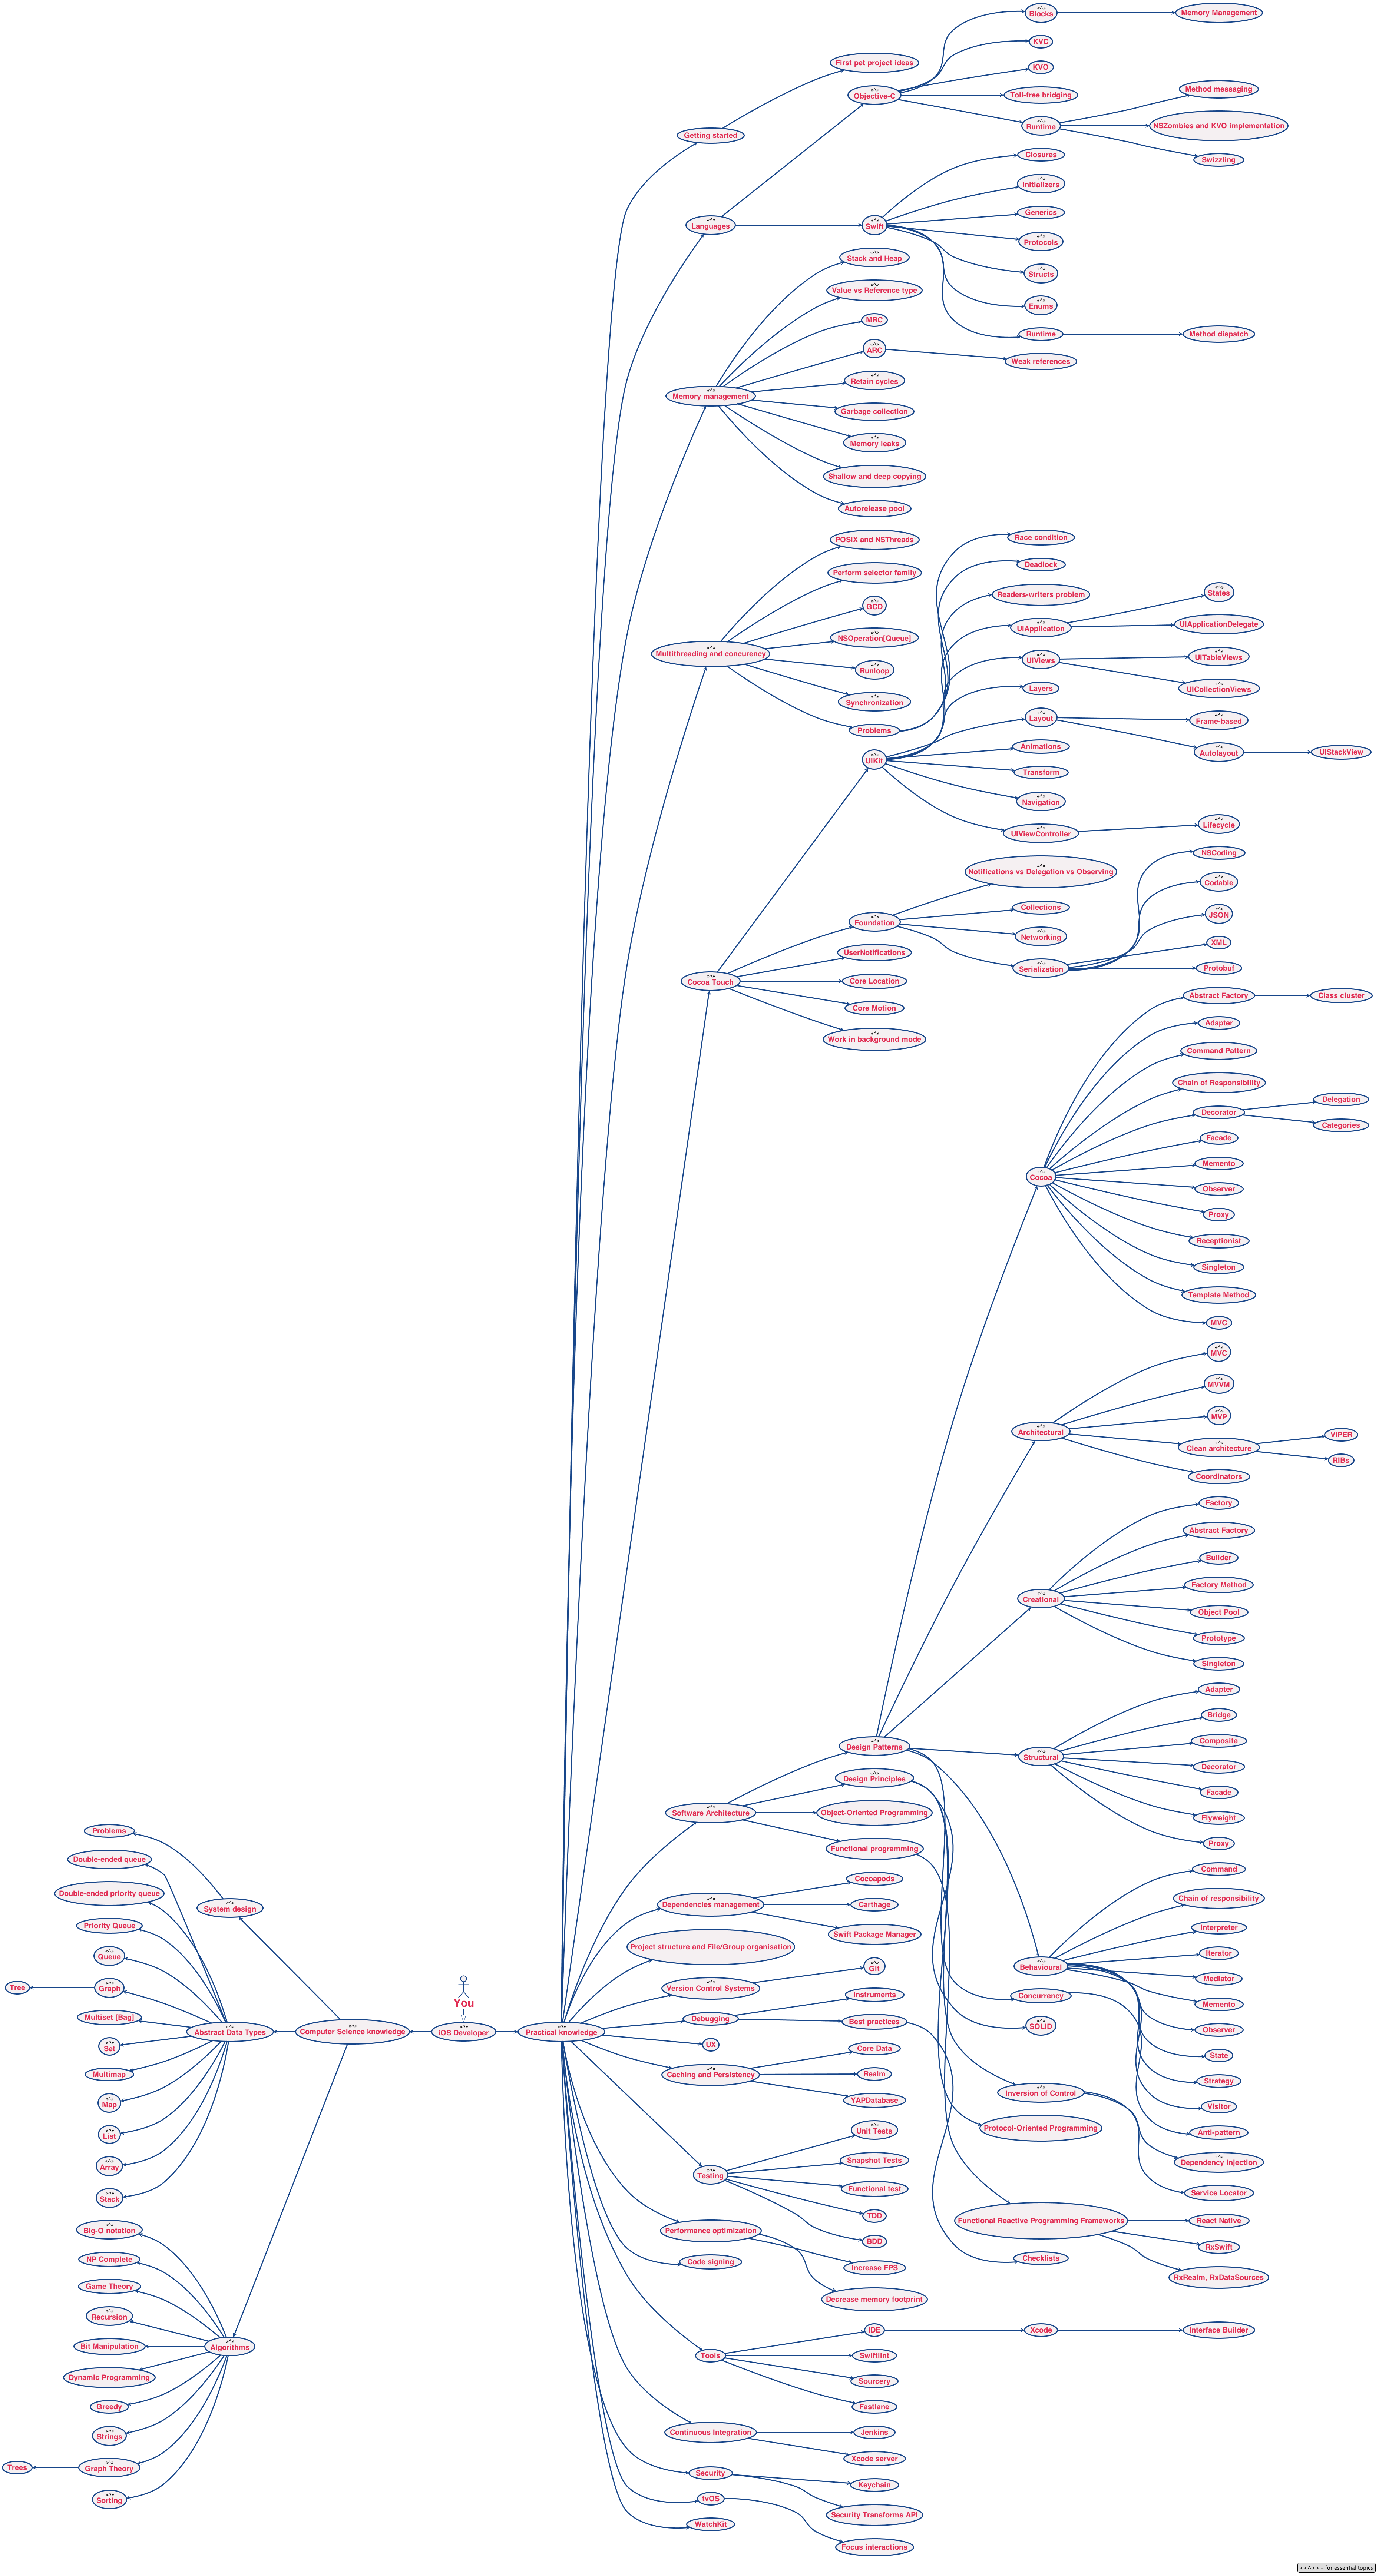 First pet project ideas
Getting started
«^»
Languages
«^»
Objective-C
«^»
Blocks
Memory Management
KVC
KVO
Toll-free bridging
«^»
Runtime
Method messaging
NSZombies and KVO implementation
Swizzling
«^»
Swift
Closures
«^»
Initializers
Generics
«^»
Protocols
«^»
Structs
«^»
Enums
Runtime
Method dispatch
«^»
Memory management
«^»
Stack and Heap
«^»
Value vs Reference type
MRC
«^»
ARC
Weak references
«^»
Retain cycles
Garbage collection
«^»
Memory leaks
Shallow and deep copying
Autorelease pool
«^»
Multithreading and concurency
POSIX and NSThreads
Perform selector family
«^»
GCD
«^»
NSOperation[Queue]
«^»
Runloop
«^»
Synchronization
Problems
Race condition
Deadlock
Readers-writers problem
«^»
Cocoa Touch
«^»
UIKit
«^»
UIApplication
«^»
States
UIApplicationDelegate
«^»
UIViews
«^»
UITableViews
«^»
UICollectionViews
Layers
«^»
Layout
«^»
Frame-based
«^»
Autolayout
UIStackView
Animations
Transform
«^»
Navigation
«^»
UIViewController
«^»
Lifecycle
«^»
Foundation
«^»
Notifications vs Delegation vs Observing
Collections
«^»
Networking
«^»
Serialization
NSCoding
«^»
Codable
«^»
JSON
XML
Protobuf
UserNotifications
Core Location
Core Motion
Work in background mode
«^»
Software Architecture
«^»
Design Patterns
«^»
Cocoa
Abstract Factory
Class cluster
Adapter
Command Pattern
Chain of Responsibility
Decorator
Delegation
Categories
Facade
Memento
Observer
Proxy
Receptionist
Singleton
Template Method
MVC
«^»
Architectural
«^»
MVC
«^»
MVVM
«^»
MVP
«^»
Clean architecture
VIPER
RIBs
Coordinators
«^»
Creational
Factory
Abstract Factory
Builder
Factory Method
Object Pool
Prototype
Singleton
«^»
Structural
Adapter
Bridge
Composite
Decorator
Facade
Flyweight
Proxy
«^»
Behavioural
Command
Chain of responsibility
Interpreter
Iterator
Mediator
Memento
Observer
State
Strategy
Visitor
Anti-pattern
Concurrency
«^»
Design Principles
«^»
SOLID
«^»
Inversion of Control
«^»
Dependency Injection
Service Locator
Protocol-Oriented Programming
Object-Oriented Programming
Functional programming
Functional Reactive Programming Frameworks
React Native
RxSwift
RxRealm, RxDataSources
«^»
Dependencies management
Cocoapods
Carthage
Swift Package Manager
Project structure and File/Group organisation
«^»
Version Control Systems
«^»
Git
Debugging
Instruments
Best practices
Checklists
UX
«^»
Caching and Persistency
Core Data
Realm
YAPDatabase
«^»
Testing
«^»
Unit Tests
Snapshot Tests
Functional test
TDD
BDD
Performance optimization
Increase FPS
Decrease memory footprint
Code signing
Tools
IDE
Xcode
Interface Builder
Swiftlint
Sourcery
Fastlane
Continuous Integration
Jenkins
Xcode server
Security
Keychain
Security Transforms API
tvOS
Focus interactions
WatchKit
You
«^»
iOS Developer
«^»
Practical knowledge
«^»
Computer Science knowledge
«^»
System design
Problems
«^»
Abstract Data Types
Double-ended queue
Double-ended priority queue
Priority Queue
«^»
Queue
«^»
Graph
Tree
Multiset [Bag]
«^»
Set
Multimap
«^»
Map
«^»
List
«^»
Array
«^»
Stack
«^»
Algorithms
«^»
Big-O notation
NP Complete
Game Theory
«^»
Recursion
Bit Manipulation
Dynamic Programming
Greedy
«^»
Strings
«^»
Graph Theory
Trees
«^»
Sorting
<<^>> – for essential topics